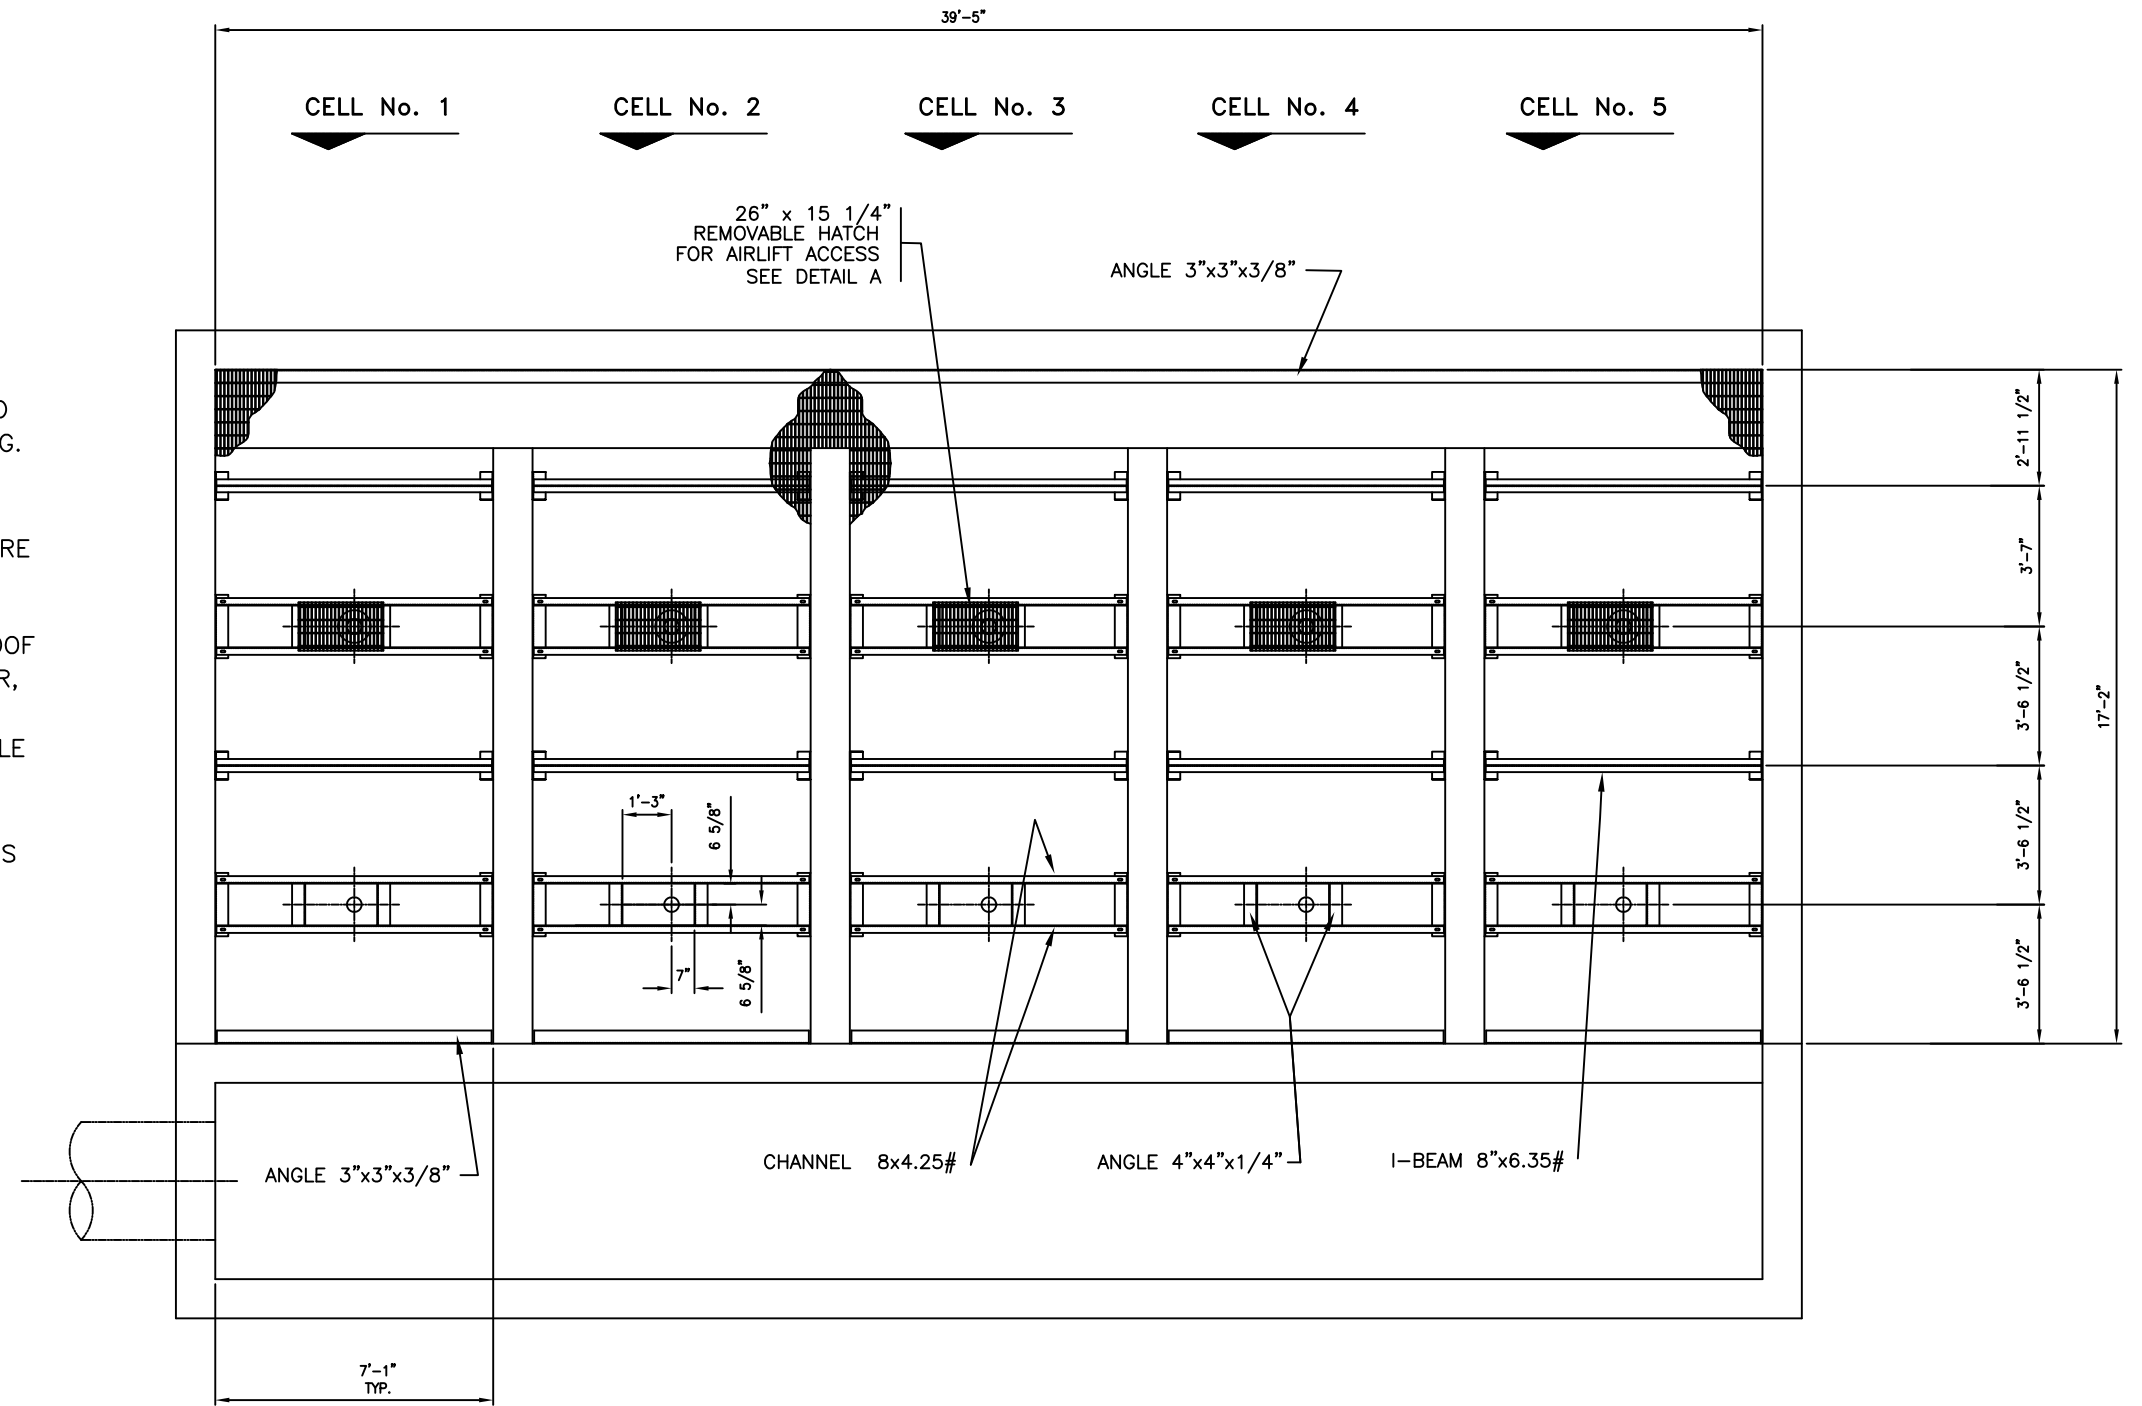 39'-5"
CELL No. 1
CELL No. 2
CELL No. 3
CELL No. 4
CELL No. 5
26" x 15 1/4"
REMOVABLE HATCH
FOR AIRLIFT ACCESS
SEE DETAIL A
ANGLE 3"x3"x3/8"
G.
RE
OOF
R,
LE
S
2'-11 1/2"
3'-7"
3'-6 1/2"
3'-6 1/2"
3'-6 1/2"
17'-2"
1'-3"
6 5/8"
7"
6 5/8"
ANGLE 3"x3"x3/8"
CHANNEL 8x4.25#
ANGLE 4"x4"x1/4"
I-BEAM 8"x6.35#
7'-1"
TYP.